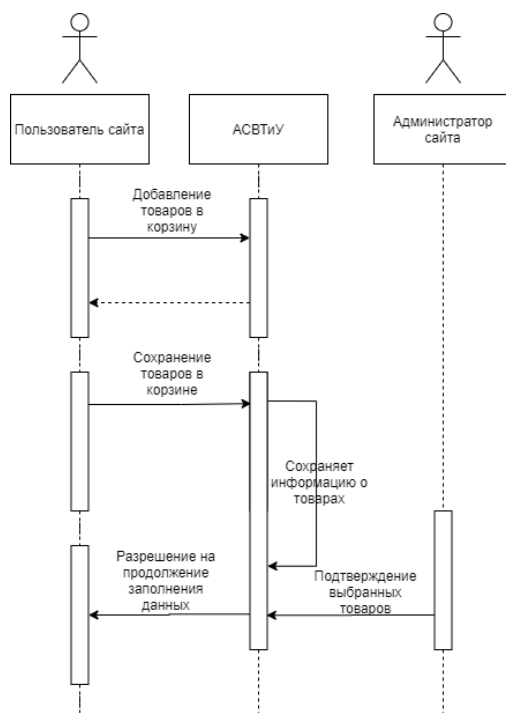 Пользователь сайта
АСВТиУ
Администратор
сайта
Добавление
товаров в
корзину
Сохранение
товаров в
корзине
Сохраняет
информацию о
товарах
Разрешение на
продолжение
заполнения
данных
Подтверждение
выбранных
товаров